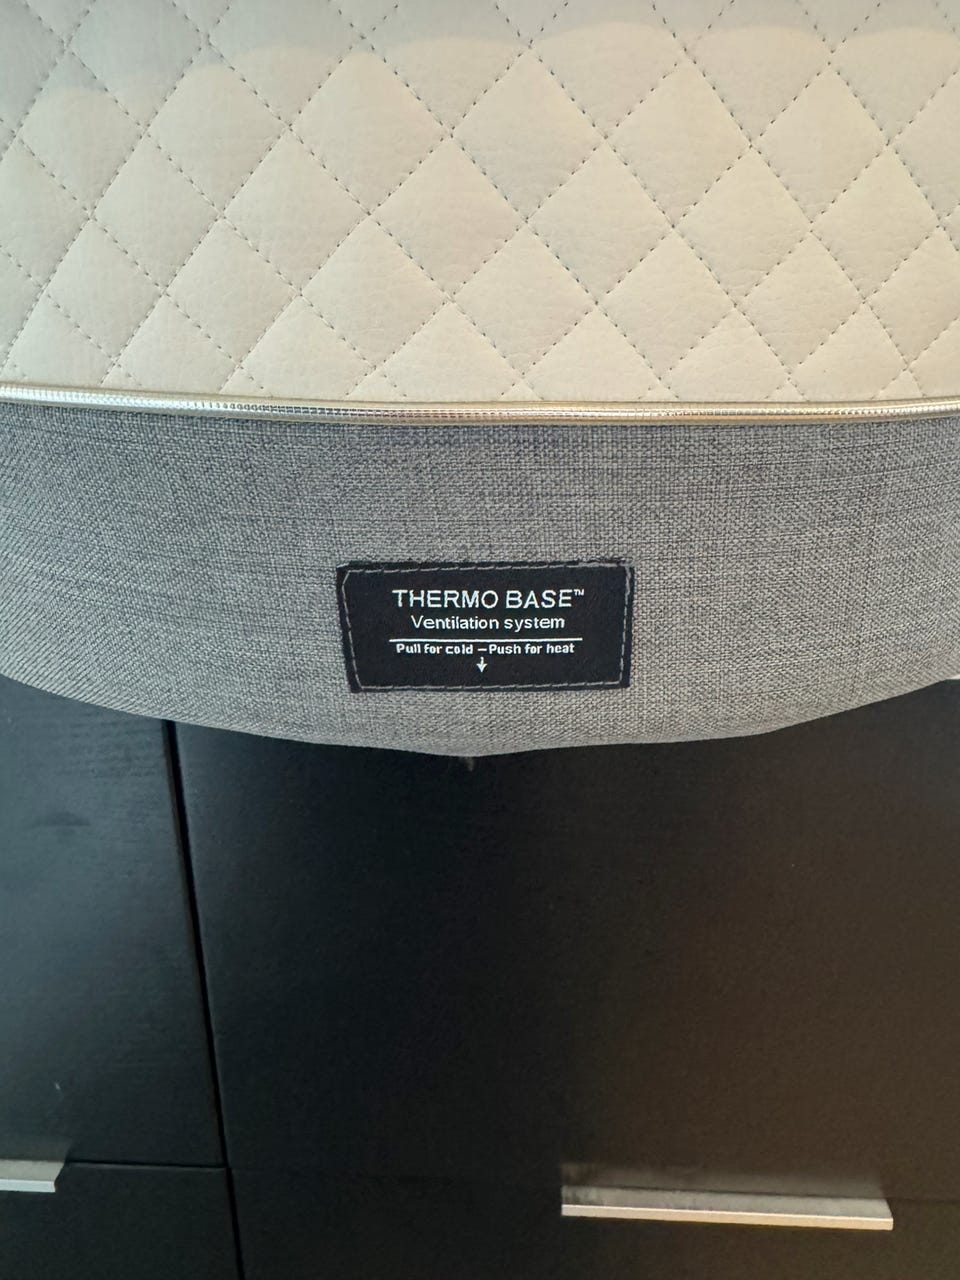 THERMO BASE™
Ventilation system
Pull for cold –Push for heat